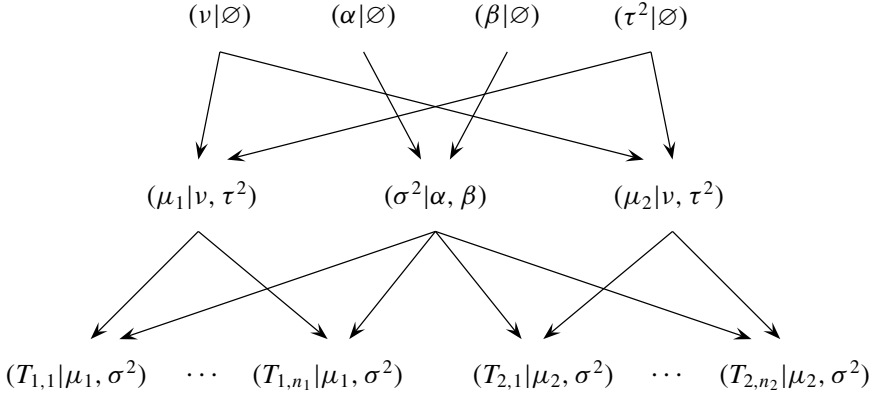 (ν|∅) (α|∅) (β|∅) (τ²|∅)
(μ₁|ν, τ²) (σ²|α, β) (μ₂|ν, τ²)
(T₁,₁|μ₁, σ²) ⋯ (T₁,ₙ₁|μ₁, σ²) (T₂,₁|μ₂, σ²) ⋯ (T₂,ₙ₂|μ₂, σ²)